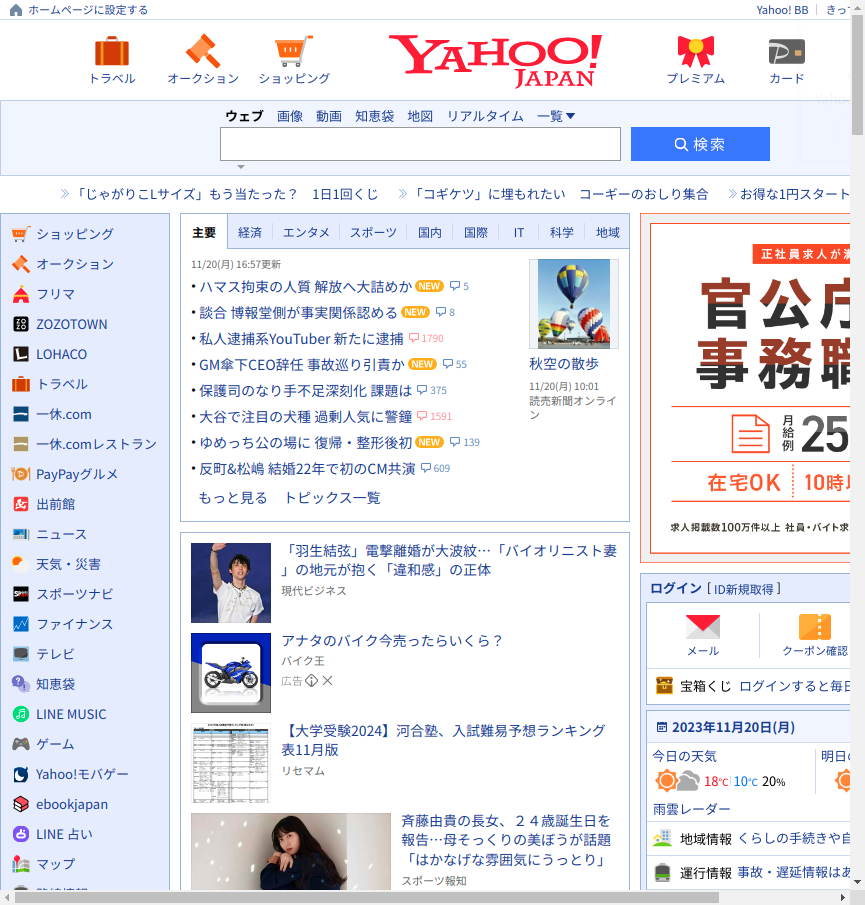 ホームページに設定する
Yahoo! BB
トラベル
オークション
ショッピング
YAHOO!
JAPAN
プレミアム
カード
ウェブ 画像 動画 知恵袋 地図 リアルタイム 一覧
検索
「じゃがりこLサイズ」もう当たった？ 1日1回くじ
「コギケツ」に埋もれたい コーギーのおしり集合
お得な1円スタート
ショッピング
オークション
フリマ
ZOZOTOWN
LOHACO
トラベル
一休.com
一休.comレストラン
PayPayグルメ
出前館
ニュース
天気・災害
スポーツナビ
ファイナンス
テレビ
知恵袋
LINE MUSIC
ゲーム
Yahoo!モバゲー
ebookjapan
LINE 占い
マップ
主要 経済 エンタメ スポーツ 国内 国際 IT 科学 地域
11/20(月) 16:57更新
ハマス拘束の人質 解放へ大詰めか NEW 5
談合 博報堂側が事実関係認める NEW 8
私人逮捕系YouTuber 新たに逮捕 1790
GM傘下CEO辞任 事故巡り引責か NEW 55
保護司のなり手不足深刻化 課題は 375
大谷で注目の犬種 過剰人気に警鐘 1591
ゆめっち公の場に 復帰・整形後初 NEW 139
反町&松嶋 結婚22年で初のCM共演 609
もっと見る トピックス一覧
秋空の散歩
11/20(月) 10:01
読売新聞オンライ
ン
「羽生結弦」電撃離婚が大波紋…「バイオリニスト妻
」の地元が抱く「違和感」の正体
現代ビジネス
アナタのバイク今売ったらいくら？
バイク王
広告
【大学受験2024】河合塾、入試難易予想ランキング
表11月版
リセマム
斉藤由貴の長女、２４歳誕生日を
報告…母そっくりの美ぼうが話題
「はかなげな雰囲気にうっとり」
スポーツ報知
正社員求人が
官公庁
事務職
月給例
25
在宅OK
10時
求人掲載数100万件以上 社員・バイト求
ログイン [ ID新規取得 ]
メール
クーポン確認
宝箱くじ ログインすると毎日
2023年11月20日(月)
今日の天気
18℃ 10℃ 20%
雨雲レーダー
地域情報 くらしの手続きや自
運行情報 事故・遅延情報はあ